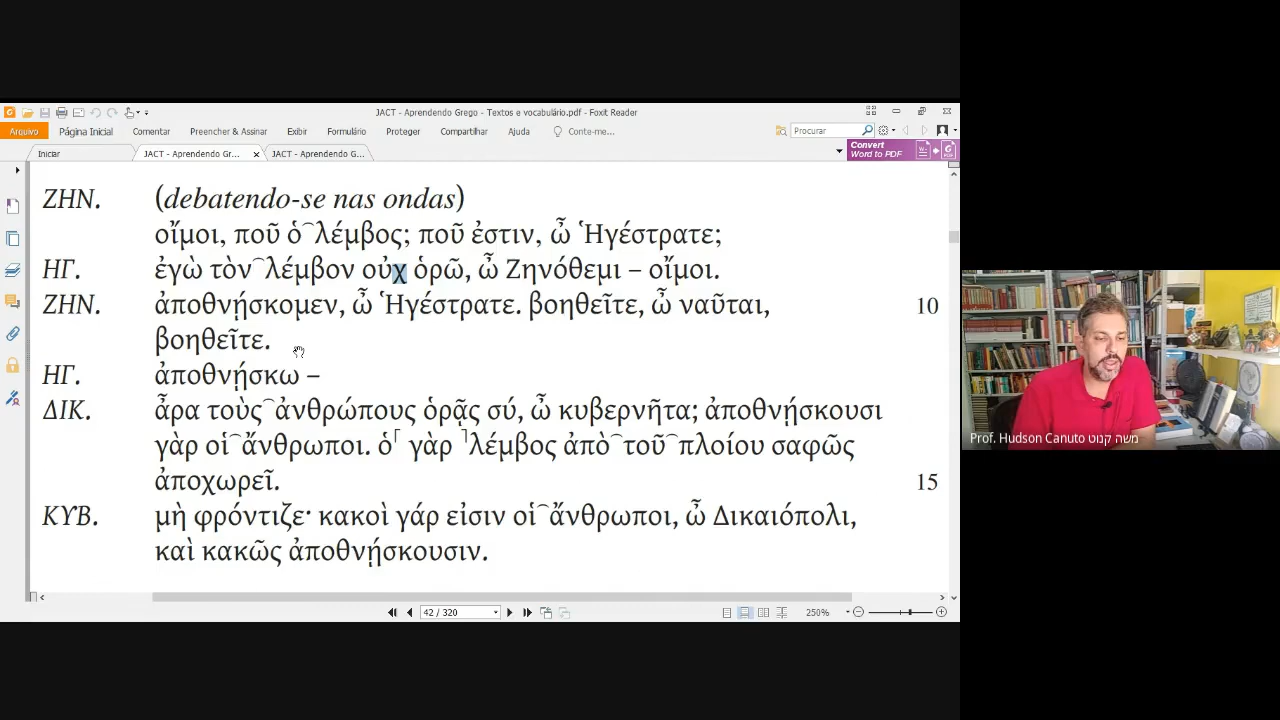 JACT - Aprendendo Grego - Textos e vocabulário.pdf - Foxit Reader
Arquivo Página Inicial Comentar Preencher & Assinar Exibir Formulário Proteger Compartilhar Ajuda Conte-me... Procurar
Iniciar JACT - Aprendendo Gr... JACT - Aprendendo G...
Convert
Word to PDF
ΖΗΝ. (debatendo-se nas ondas)
οἴμοι, ποῦ ὁ⁀λέμβος; ποῦ ἐστιν, ὦ Ἡγέστρατε;
ΗΓ. ἐγὼ τὸν⁀λέμβον οὐχ ὁρῶ, ὦ Ζηνόθεμι – οἴμοι.
ΖΗΝ. ἀποθνῄσκομεν, ὦ Ἡγέστρατε. βοηθεῖτε, ὦ ναῦται, 10
βοηθεῖτε.
ΗΓ. ἀποθνῄσκω –
ΔΙΚ. ἆρα τοὺς⁀ἀνθρώπους ὁρᾷς σύ, ὦ κυβερνῆτα; ἀποθνῄσκουσι
γὰρ οἱ⁀ἄνθρωποι. ὁ⸢ γὰρ ⸣λέμβος ἀπὸ⁀τοῦ⁀πλοίου σαφῶς
ἀποχωρεῖ. 15
ΚΥΒ. μὴ φρόντιζε· κακοὶ γάρ εἰσιν οἱ⁀ἄνθρωποι, ὦ Δικαιόπολι,
καὶ κακῶς ἀποθνῄσκουσιν.
42 / 320 250%
Prof. Hudson Canuto משה קנוט